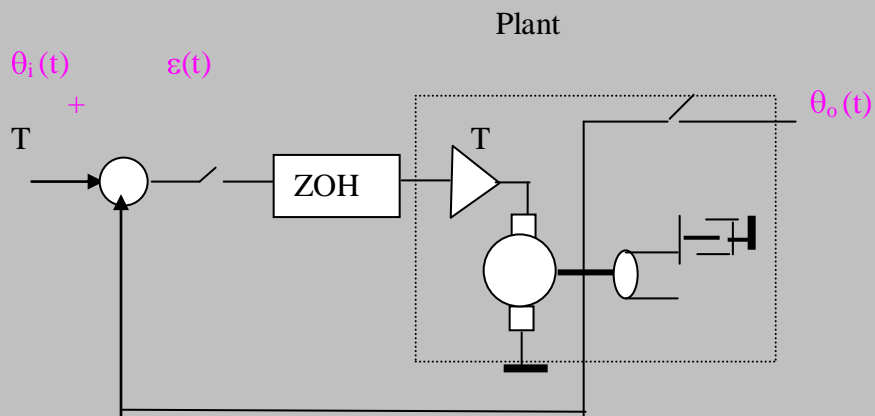 Plant
θi (t) ε(t)
+
θo (t)
T
T
ZOH